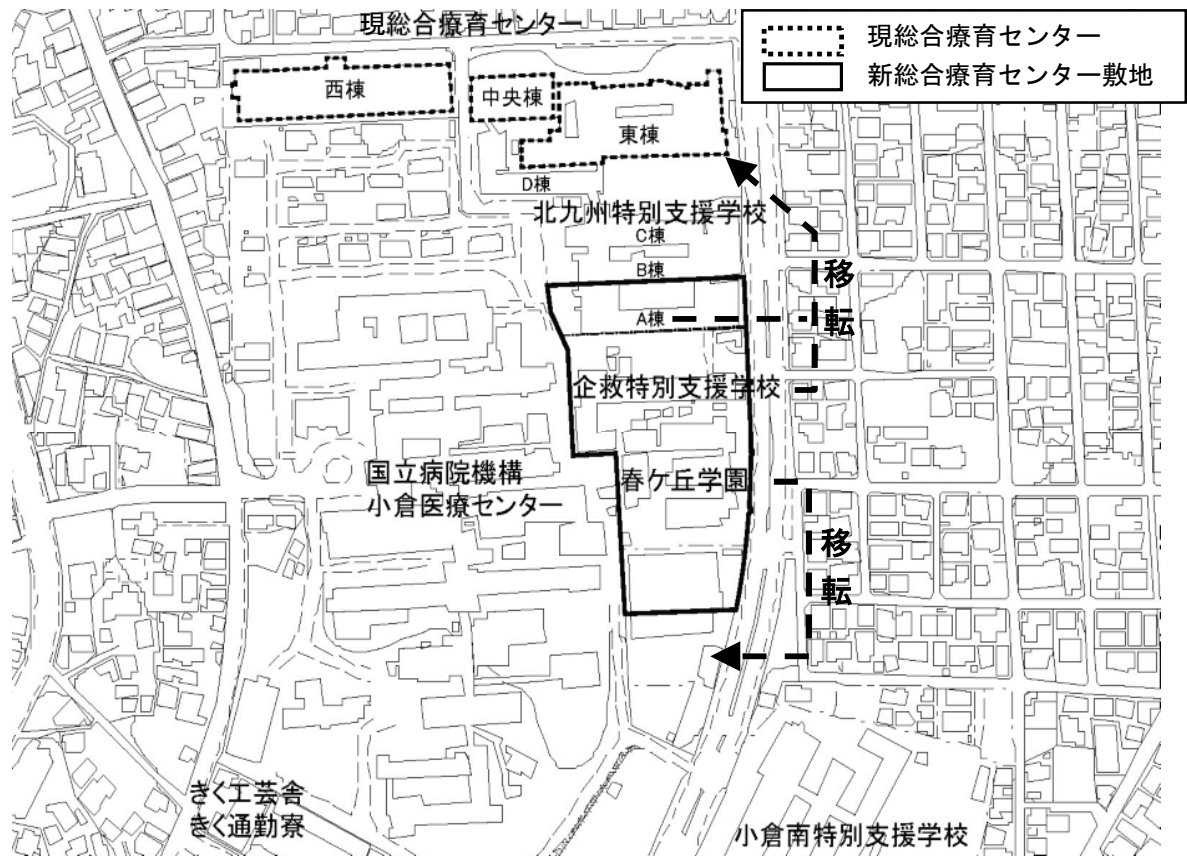 現総合療育センター
現総合療育センター
新総合療育センター敷地
西棟
中央棟
東棟
D棟
北九州特別支援学校
C棟
B棟
移転
A棟
企救特別支援学校
国立病院機構
小倉医療センター
春ケ丘学園
移転
きく工芸舎
きく通勤寮
小倉南特別支援学校